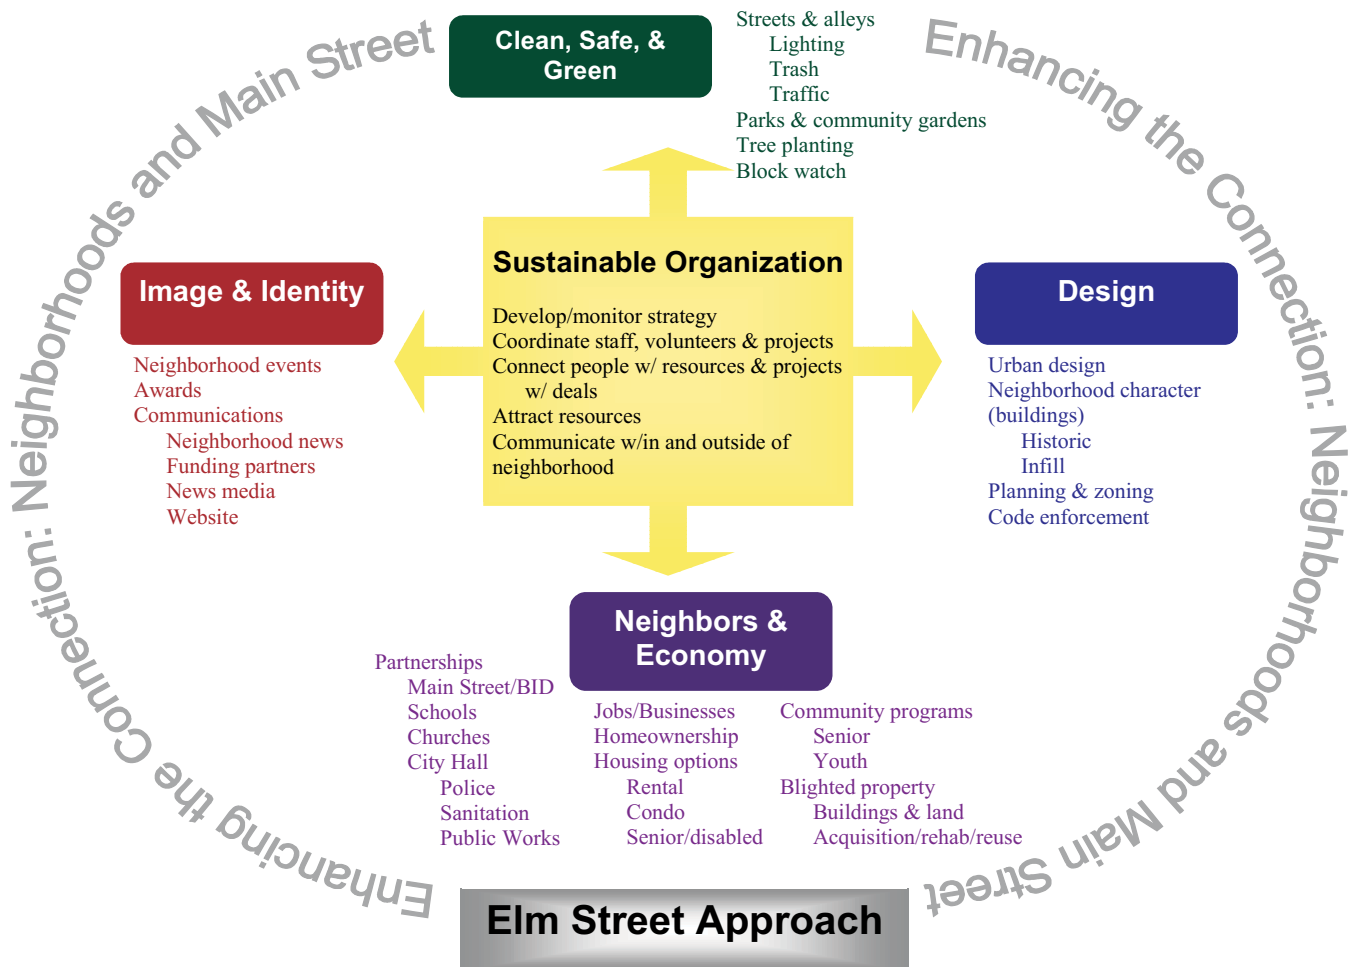 Enhancing the Connection: Neighborhoods and Main Street
Enhancing the Connection: Neighborhoods and Main Street
Clean, Safe, &
Green
Streets & alleys
Lighting
Trash
Traffic
Parks & community gardens
Tree planting
Block watch
Image & Identity
Neighborhood events
Awards
Communications
Neighborhood news
Funding partners
News media
Website
Sustainable Organization
Develop/monitor strategy
Coordinate staff, volunteers & projects
Connect people w/ resources & projects
w/ deals
Attract resources
Communicate w/in and outside of
neighborhood
Design
Urban design
Neighborhood character
(buildings)
Historic
Infill
Planning & zoning
Code enforcement
Neighbors &
Economy
Partnerships
Main Street/BID
Schools
Churches
City Hall
Police
Sanitation
Public Works
Jobs/Businesses
Homeownership
Housing options
Rental
Condo
Senior/disabled
Community programs
Senior
Youth
Blighted property
Buildings & land
Acquisition/rehab/reuse
Elm Street Approach